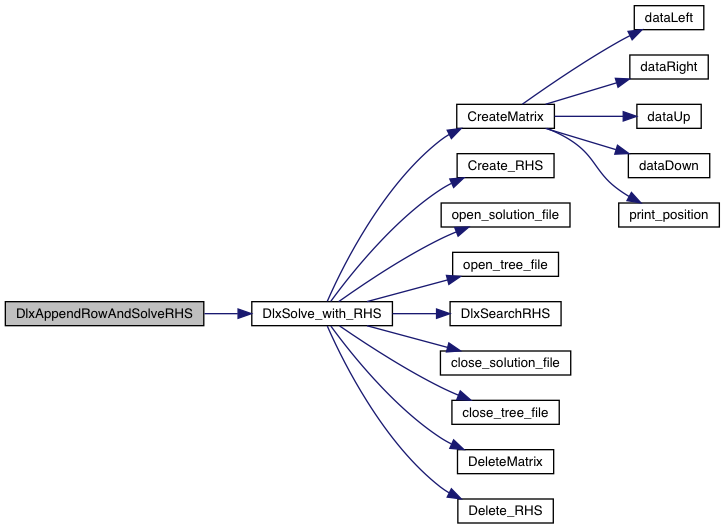 dataLeft
dataRight
CreateMatrix
dataUp
Create_RHS
dataDown
open_solution_file
print_position
open_tree_file
DlxAppendRowAndSolveRHS
DlxSolve_with_RHS
DlxSearchRHS
close_solution_file
close_tree_file
DeleteMatrix
Delete_RHS